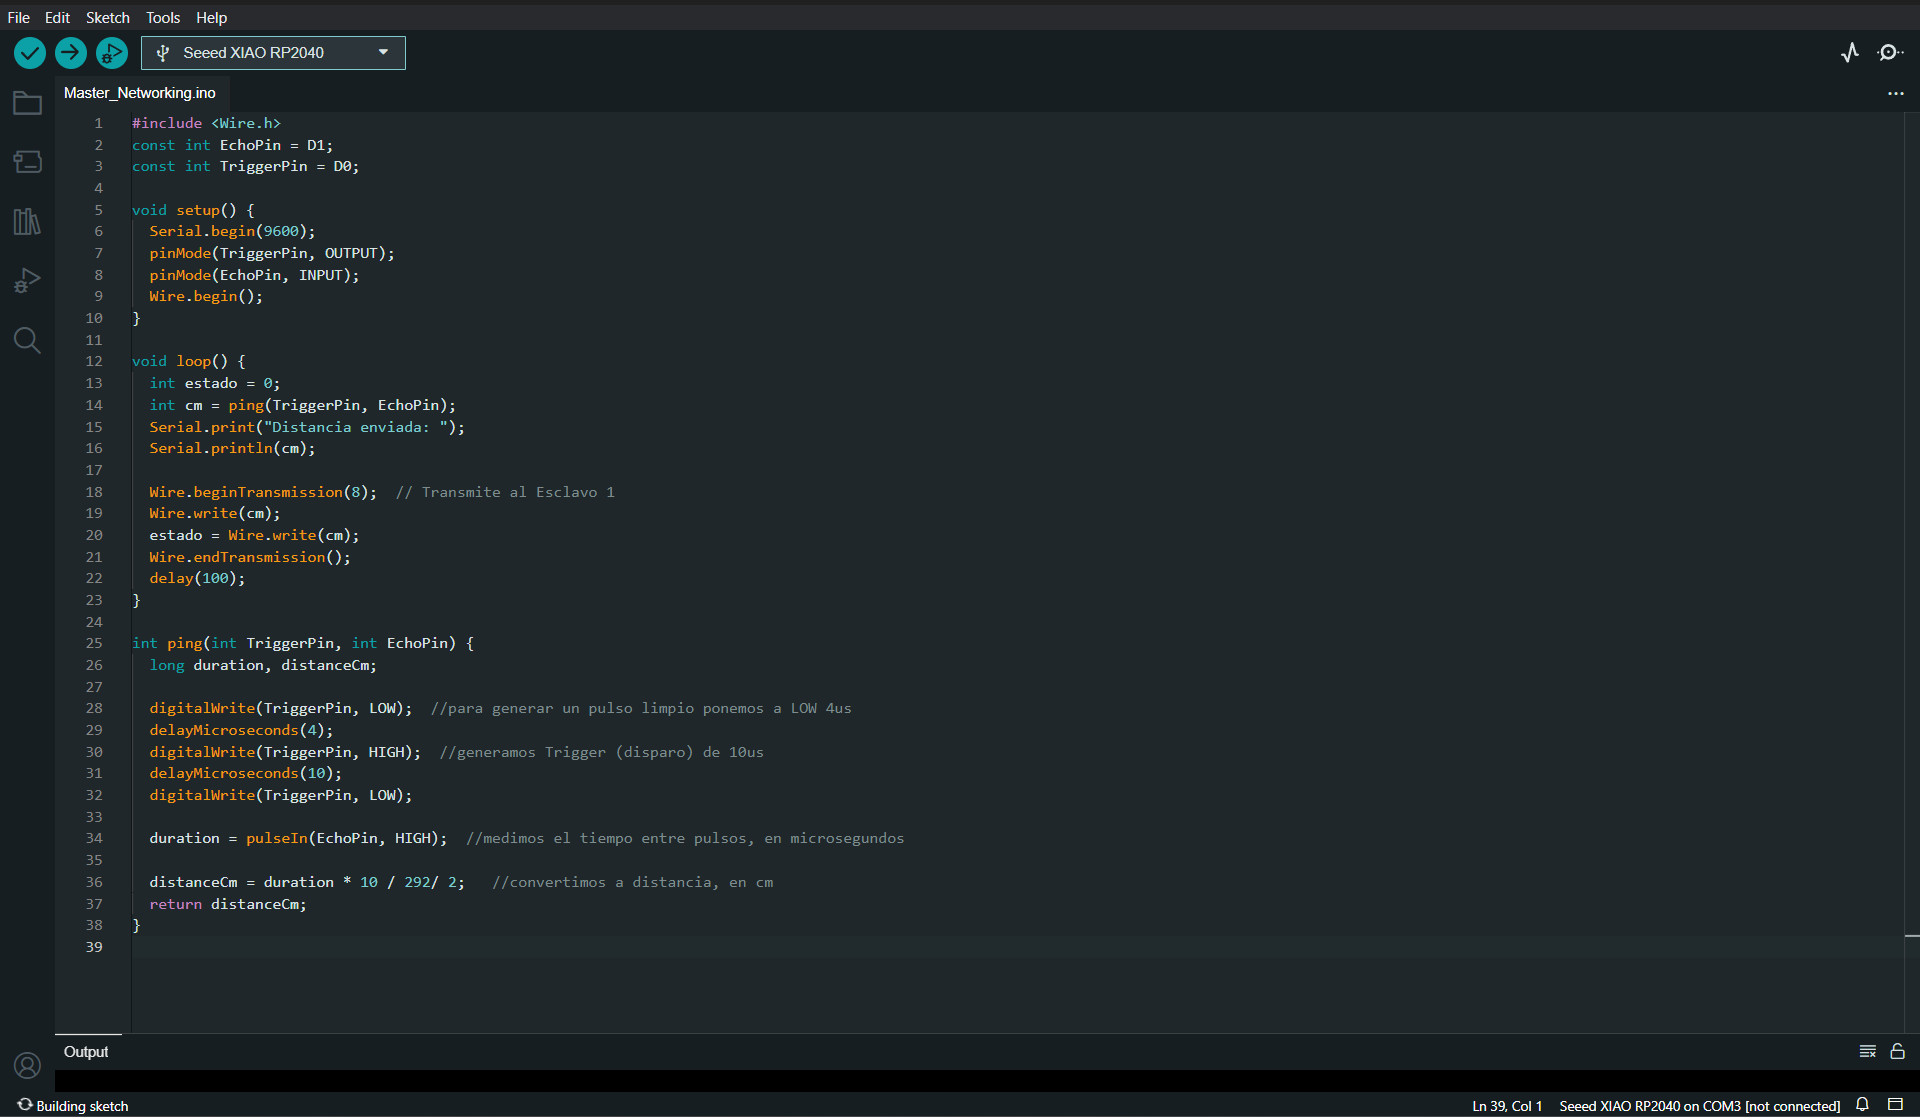 File Edit Sketch Tools Help
Seeed XIAO RP2040
Master_Networking.ino
1 #include <Wire.h>
2 const int EchoPin = D1;
3 const int TriggerPin = D0;
4
5 void setup() {
6   Serial.begin(9600);
7   pinMode(TriggerPin, OUTPUT);
8   pinMode(EchoPin, INPUT);
9   Wire.begin();
10 }
11
12 void loop() {
13   int estado = 0;
14   int cm = ping(TriggerPin, EchoPin);
15   Serial.print("Distancia enviada: ");
16   Serial.println(cm);
17
18   Wire.beginTransmission(8);  // Transmite al Esclavo 1
19   Wire.write(cm);
20   estado = Wire.write(cm);
21   Wire.endTransmission();
22   delay(100);
23 }
24
25 int ping(int TriggerPin, int EchoPin) {
26   long duration, distanceCm;
27
28   digitalWrite(TriggerPin, LOW);  //para generar un pulso limpio ponemos a LOW 4us
29   delayMicroseconds(4);
30   digitalWrite(TriggerPin, HIGH);  //generamos Trigger (disparo) de 10us
31   delayMicroseconds(10);
32   digitalWrite(TriggerPin, LOW);
33
34   duration = pulseIn(EchoPin, HIGH);  //medimos el tiempo entre pulsos, en microsegundos
35
36   distanceCm = duration * 10 / 292/ 2;   //convertimos a distancia, en cm
37   return distanceCm;
38 }
39
Output
Building sketch
Ln 39, Col 1 Seeed XIAO RP2040 on COM3 [not connected]